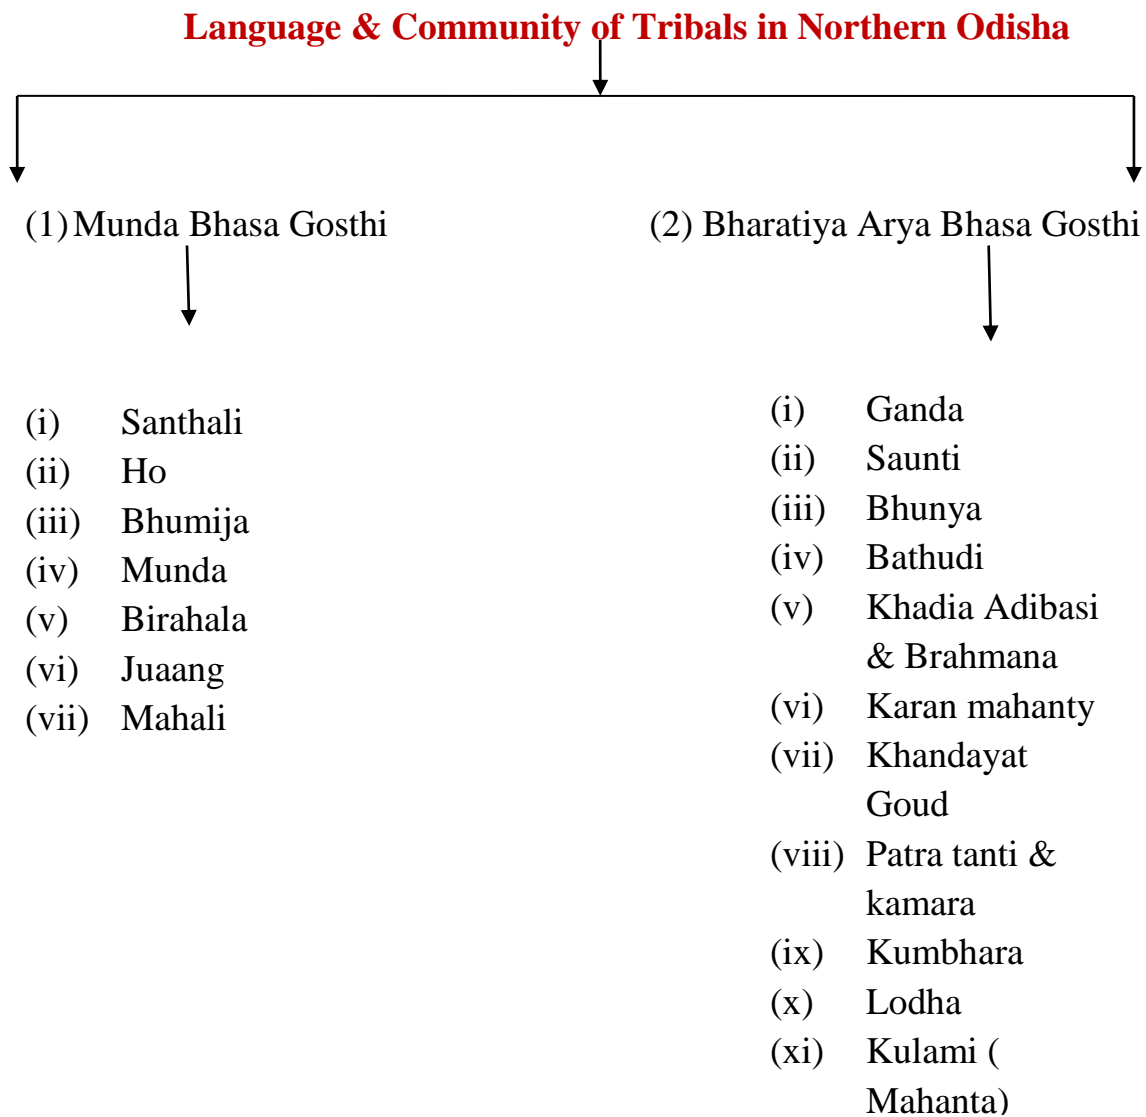 Language & Community of Tribals in Northern Odisha
(1) Munda Bhasa Gosthi
(i) Santhali
(ii) Ho
(iii) Bhumija
(iv) Munda
(v) Birahala
(vi) Juaang
(vii) Mahali
(2) Bharatiya Arya Bhasa Gosthi
(i) Ganda
(ii) Saunti
(iii) Bhunya
(iv) Bathudi
(v) Khadia Adibasi
& Brahmana
(vi) Karan mahanty
(vii) Khandayat
Goud
(viii) Patra tanti &
kamara
(ix) Kumbhara
(x) Lodha
(xi) Kulami (
Mahanta)